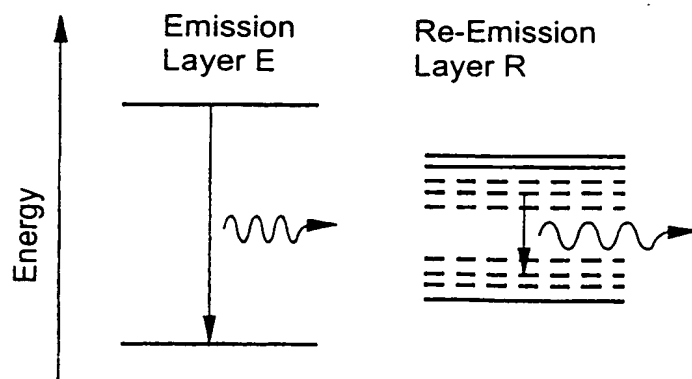 Emission
Layer E
Re-Emission
Layer R
Energy